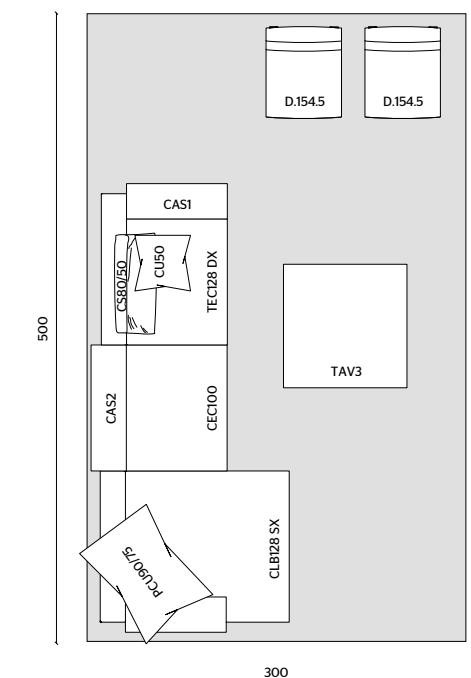 D.154.5
D.154.5
CAS1
CS80/50
CU50
TEC128 DX
500
TAV3
CAS2
CEC100
CLB128 SX
PCU90/75
300